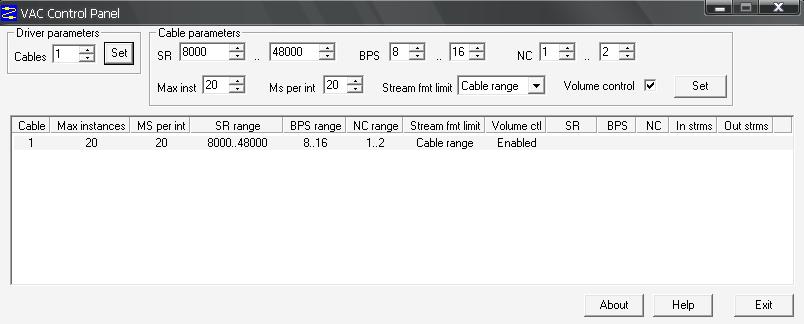 VAC Control Panel
Driver parameters
Cables 1 Set
Cable parameters
SR 8000 .. 48000 BPS 8 .. 16 NC 1 .. 2
Max inst 20 Ms per int 20 Stream fmt limit Cable range Volume control Set
Cable Max instances MS per int SR range BPS range NC range Stream fmt limit Volume ctl SR BPS NC In strms Out strms
1 20 20 8000..48000 8..16 1..2 Cable range Enabled
About Help Exit